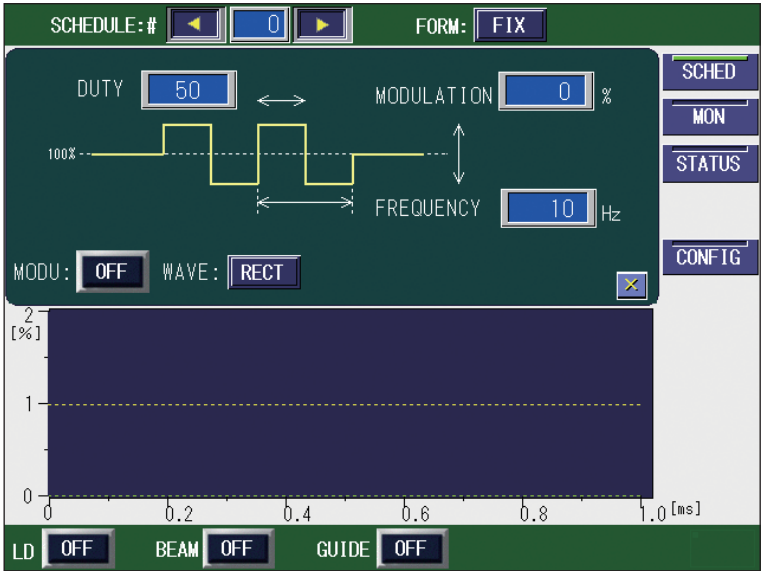 SCHEDULE:# 0 FORM: FIX
SCHED
DUTY 50 MODULATION 0 %
MON
100%
STATUS
FREQUENCY 10 Hz
CONFIG
MODU: OFF WAVE: RECT ×
2
[%]
1
0
0 0.2 0.4 0.6 0.8 1.0 [ms]
LD OFF BEAM OFF GUIDE OFF